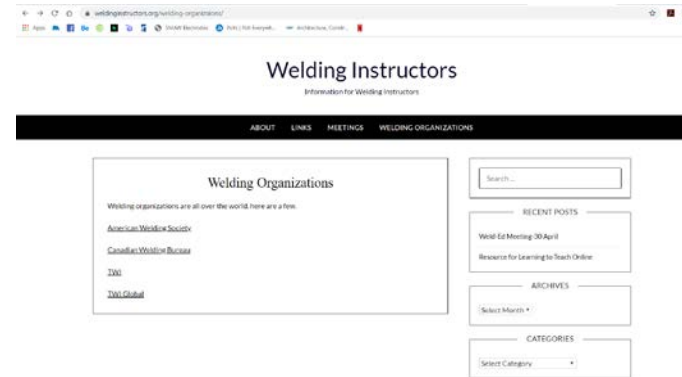 weldinginstructors.org/welding-organizations/
Apps
Welding Instructors
Information for Welding Instructors
ABOUT LINKS MEETINGS WELDING ORGANIZATIONS
Welding Organizations
Welding organizations are all over the world. here are a few.
American Welding Society
Canadian Welding Bureau
TWI
TWI Global
Search …
RECENT POSTS
Weld-Ed Meeting-30 April
Resource for Learning to Teach Online
ARCHIVES
Select Month
CATEGORIES
Select Category